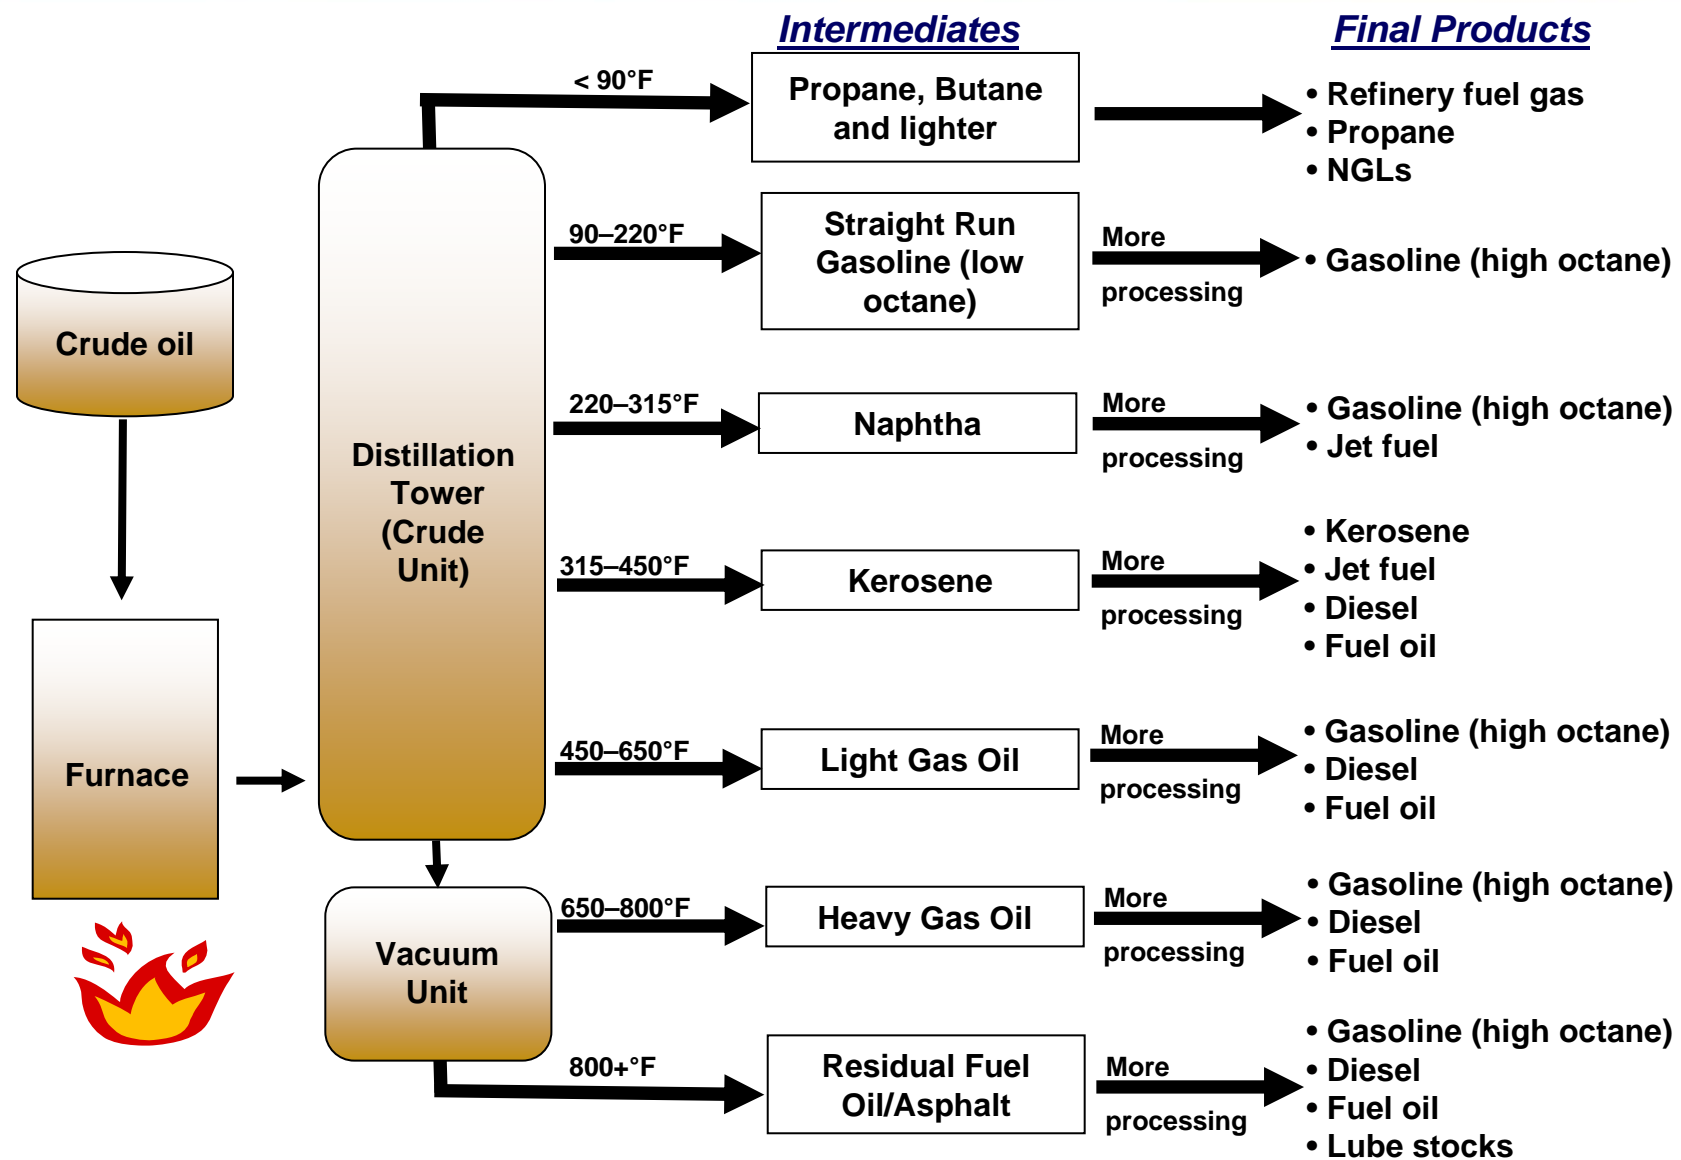 Intermediates
Final Products
< 90°F
Propane, Butane
and lighter
• Refinery fuel gas
• Propane
• NGLs
90–220°F
Straight Run
Gasoline (low
octane)
More
processing
• Gasoline (high octane)
Crude oil
220–315°F
Naphtha
More
processing
• Gasoline (high octane)
• Jet fuel
Distillation
Tower
(Crude
Unit)
315–450°F
Kerosene
More
processing
• Kerosene
• Jet fuel
• Diesel
• Fuel oil
Furnace
450–650°F
Light Gas Oil
More
processing
• Gasoline (high octane)
• Diesel
• Fuel oil
Vacuum
Unit
650–800°F
Heavy Gas Oil
More
processing
• Gasoline (high octane)
• Diesel
• Fuel oil
800+°F
Residual Fuel
Oil/Asphalt
More
processing
• Gasoline (high octane)
• Diesel
• Fuel oil
• Lube stocks